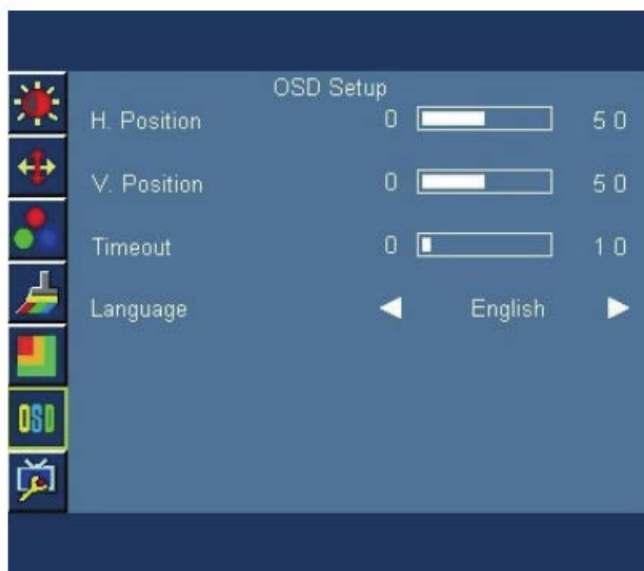 OSD Setup
H. Position 0 50
V. Position 0 50
Timeout 0 10
Language English
OSD